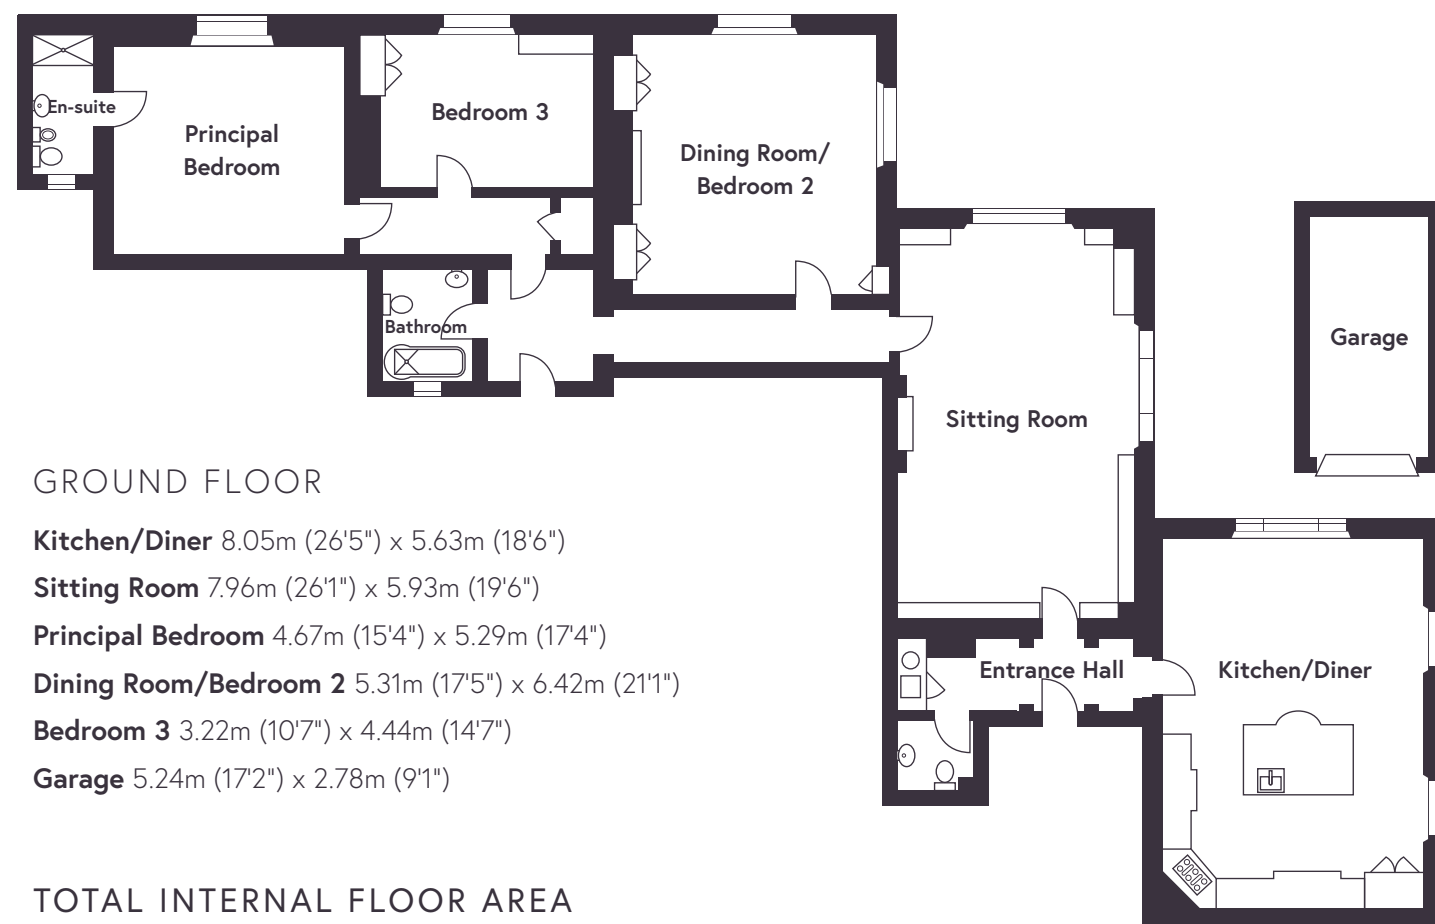 En-suite
Principal
Bedroom
Bedroom 3
Dining Room/
Bedroom 2
Bathroom
Garage
Sitting Room
Entrance Hall
Kitchen/Diner
GROUND FLOOR
Kitchen/Diner 8.05m (26'5") x 5.63m (18'6")
Sitting Room 7.96m (26'1") x 5.93m (19'6")
Principal Bedroom 4.67m (15'4") x 5.29m (17'4")
Dining Room/Bedroom 2 5.31m (17'5") x 6.42m (21'1")
Bedroom 3 3.22m (10'7") x 4.44m (14'7")
Garage 5.24m (17'2") x 2.78m (9'1")
TOTAL INTERNAL FLOOR AREA